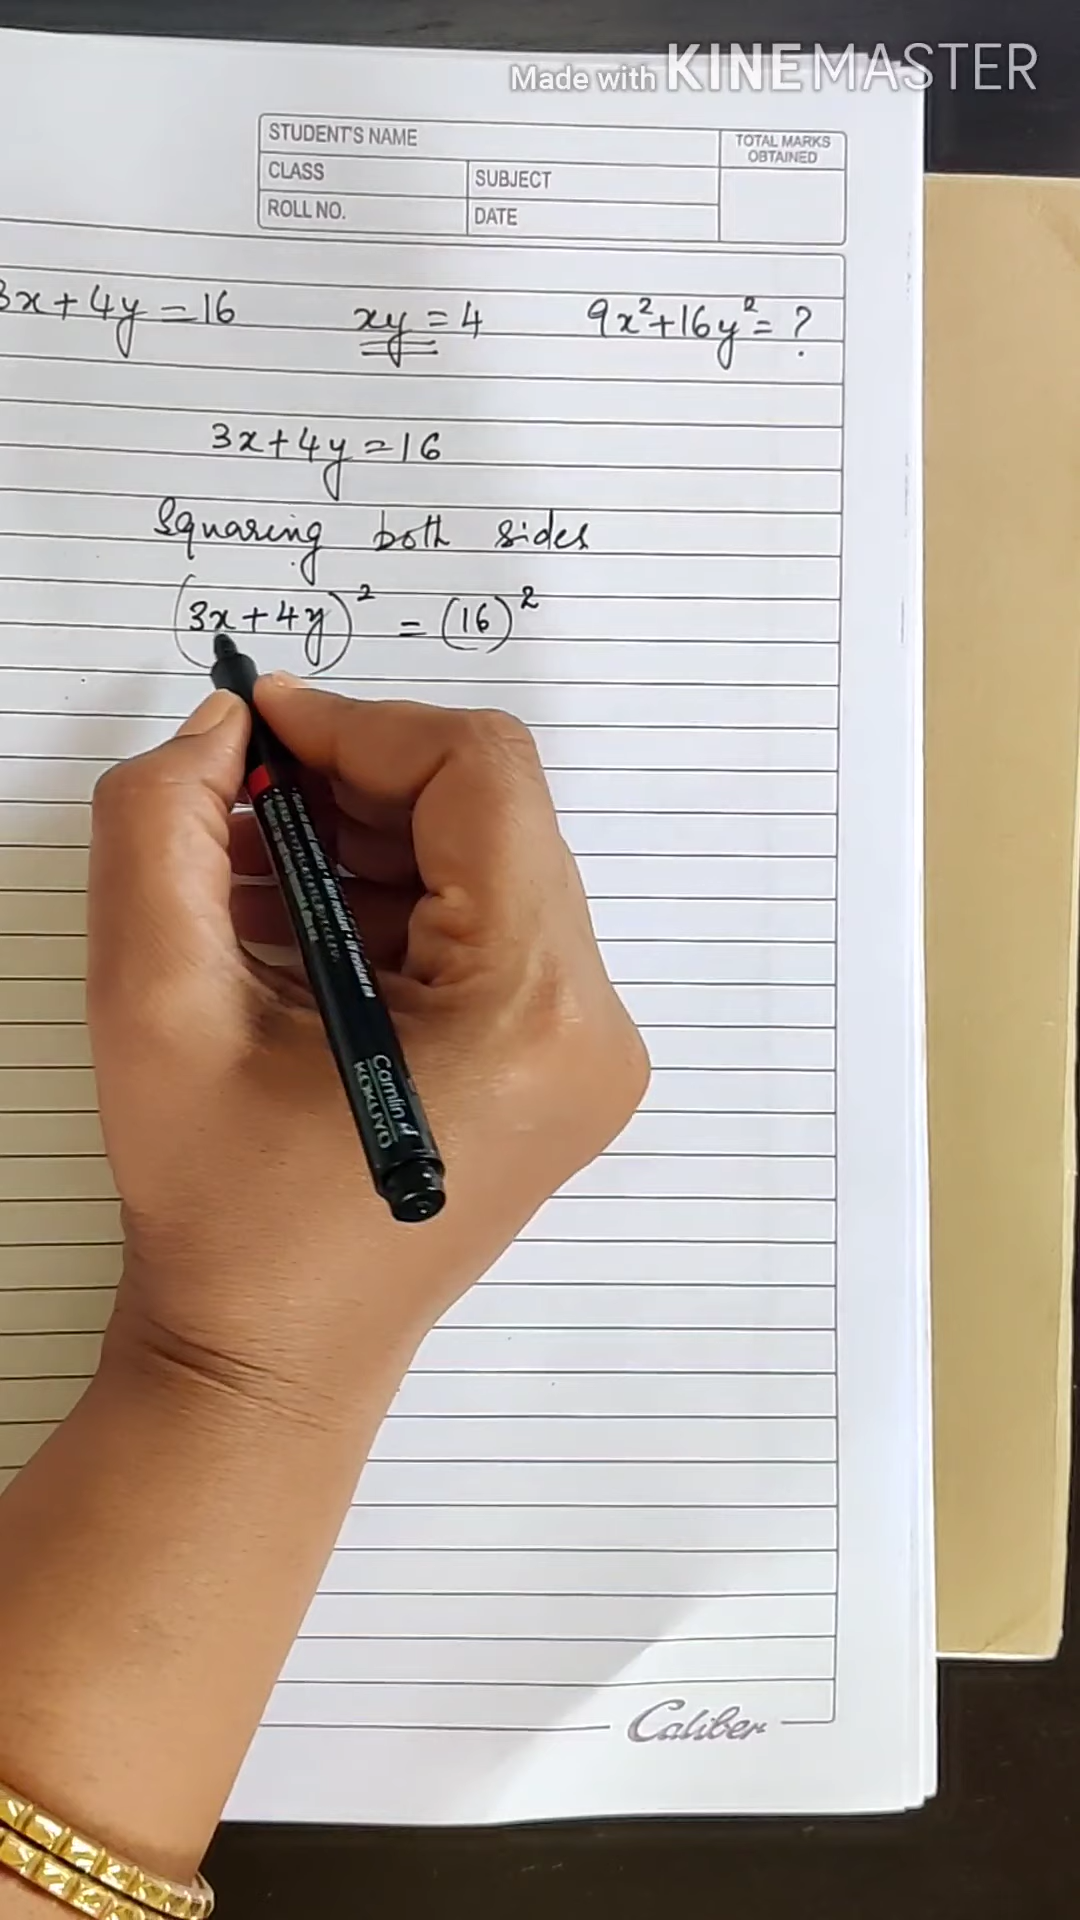 Made with KINEMASTER
STUDENT'S NAME
TOTAL MARKS OBTAINED
CLASS
SUBJECT
ROLL NO.
DATE
3x+4y=16 xy=4 9x²+16y²=?
3x+4y=16
Squaring both sides
(3x+4y)² = (16)²
Camlin
KOKUYO
Caliber